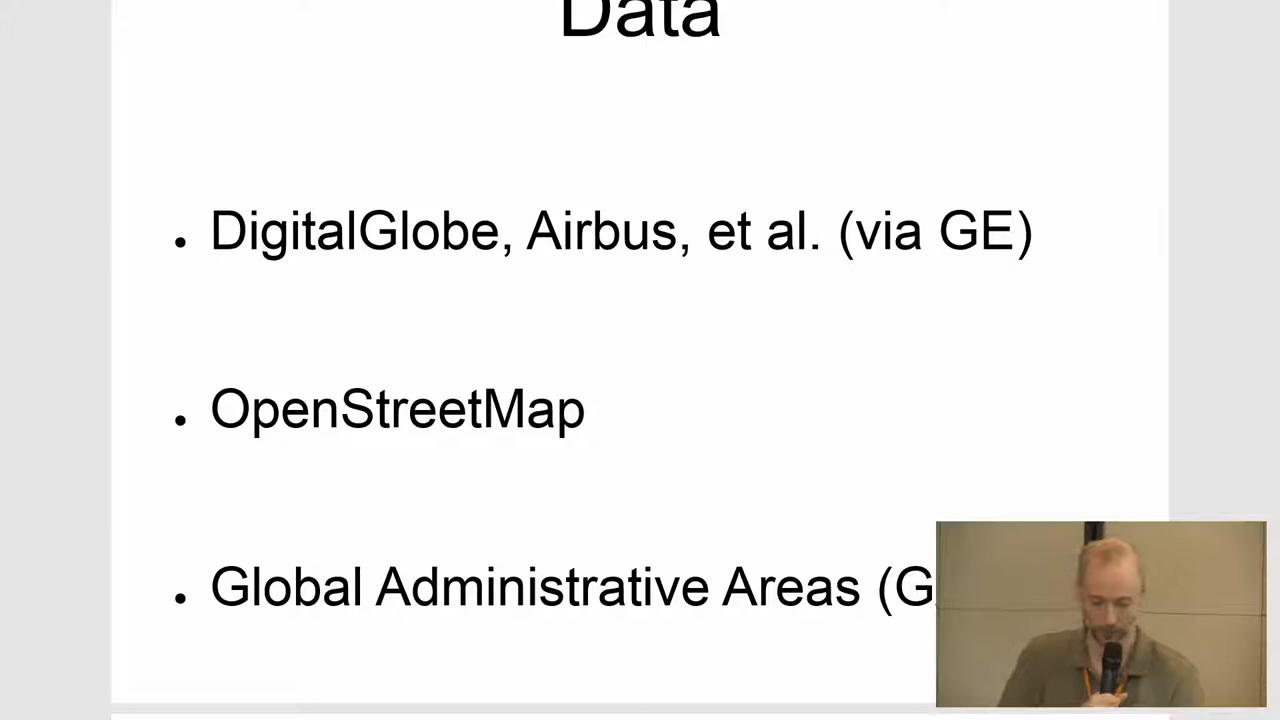 Data
• DigitalGlobe, Airbus, et al. (via GE)
• OpenStreetMap
• Global Administrative Areas (G